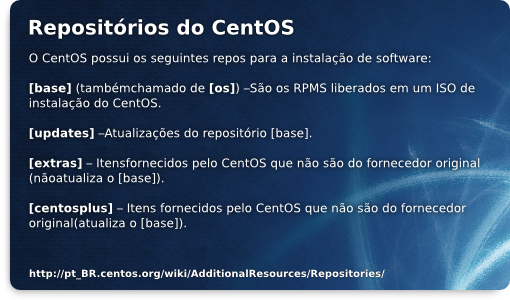 Repositórios do CentOS
O CentOS possui os seguintes repos para a instalação de software:
[base] (tambémchamado de [os]) –São os RPMS liberados em um ISO de
instalação do CentOS.
[updates] –Atualizações do repositório [base].
[extras] – Itensfornecidos pelo CentOS que não são do fornecedor original
(nãoatualiza o [base]).
[centosplus] – Itens fornecidos pelo CentOS que não são do fornecedor
original(atualiza o [base]).
http://pt_BR.centos.org/wiki/AdditionalResources/Repositories/